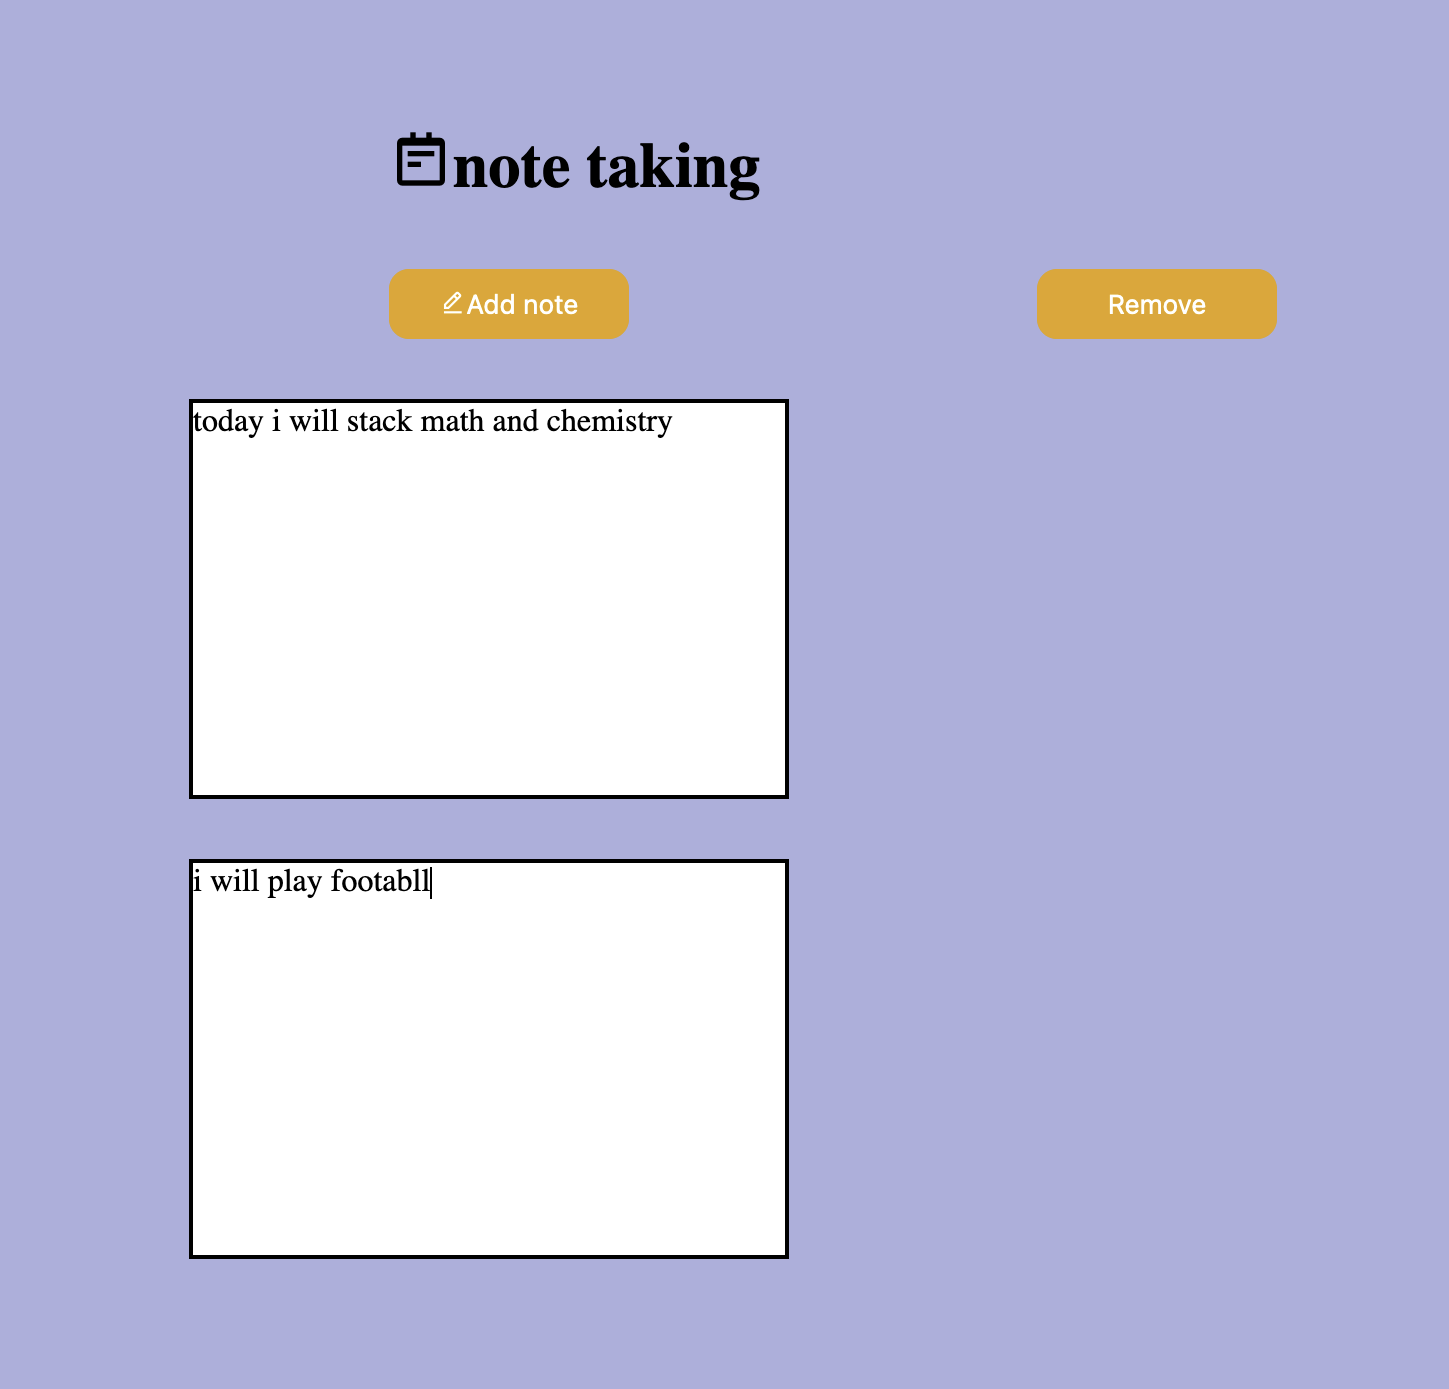 note taking
Add note
Remove
today i will stack math and chemistry
i will play footabll